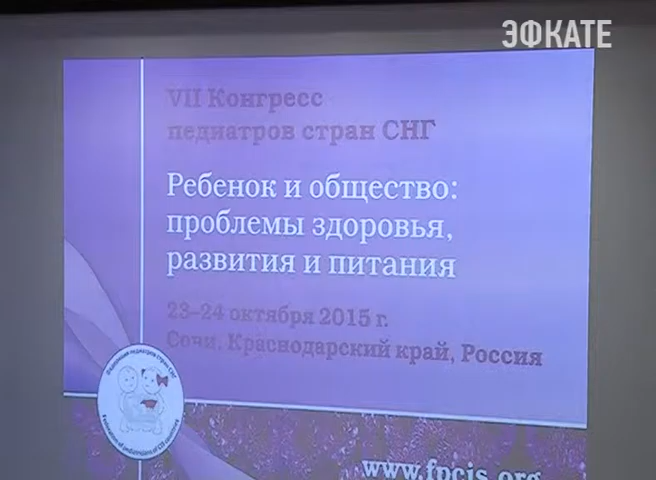 ЭФКАТЕ
VII Конгресс
педиатров стран СНГ
Ребенок и общество:
проблемы здоровья,
развития и питания
23–24 октября 2015 г.
Сочи, Краснодарский край, Россия
www.fpcis.org